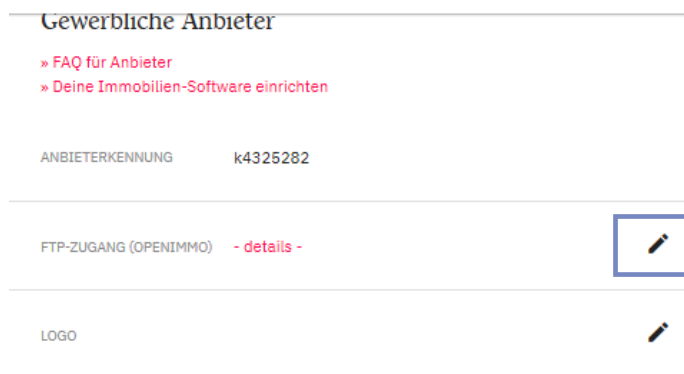 Gewerbliche Anbieter
» FAQ für Anbieter
» Deine Immobilien-Software einrichten
ANBIETERKENNUNG k4325282
FTP-ZUGANG (OPENIMMO) - details -
LOGO